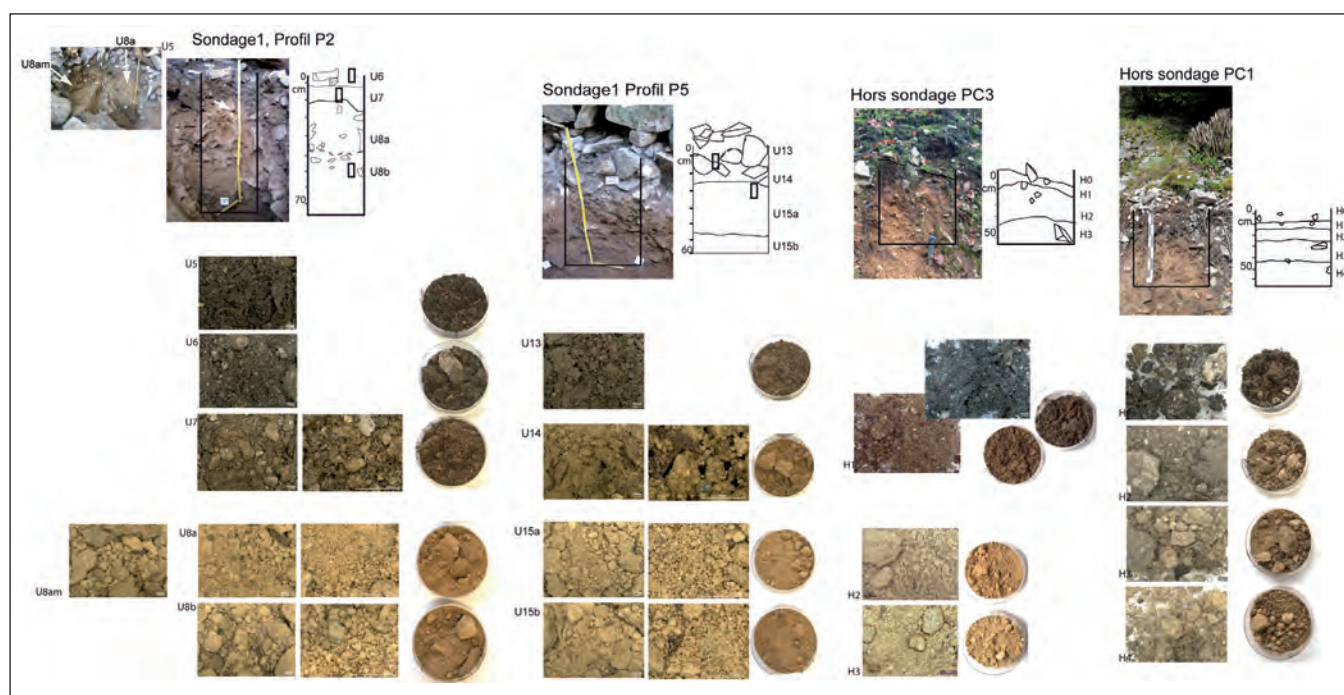 U8am
U8a
U5
Sondage1, Profil P2
0
cm
70
U6
U7
U8a
U8b
Sondage1 Profil P5
0
cm
60
U13
U14
U15a
U15b
Hors sondage PC3
0
cm
50
H0
H1
H2
H3
Hors sondage PC1
0
cm
50
U5
U6
U7
U8am
U8a
U8b
U13
U14
U15a
U15b
H1
H2
H3
H2
H3
H4